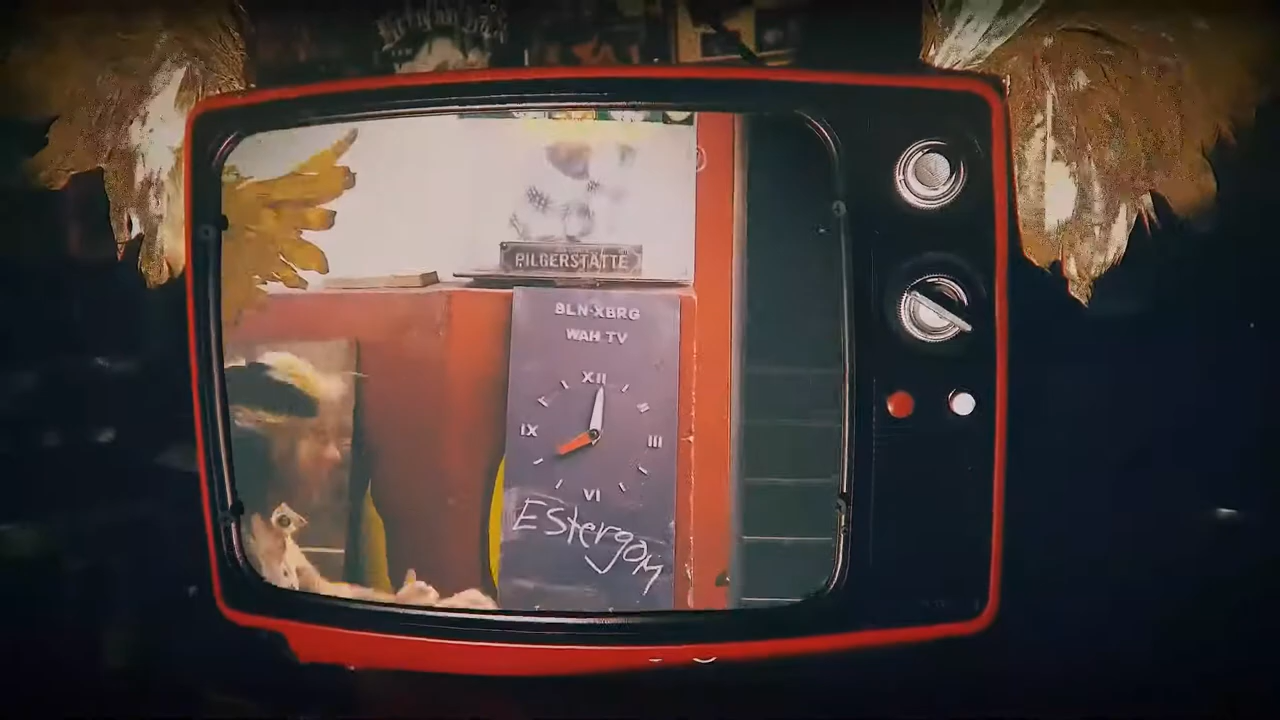 PILGERSTÄTTE
BLN-XBRG
WAH TV
XII
IX
III
VI
EStergoM